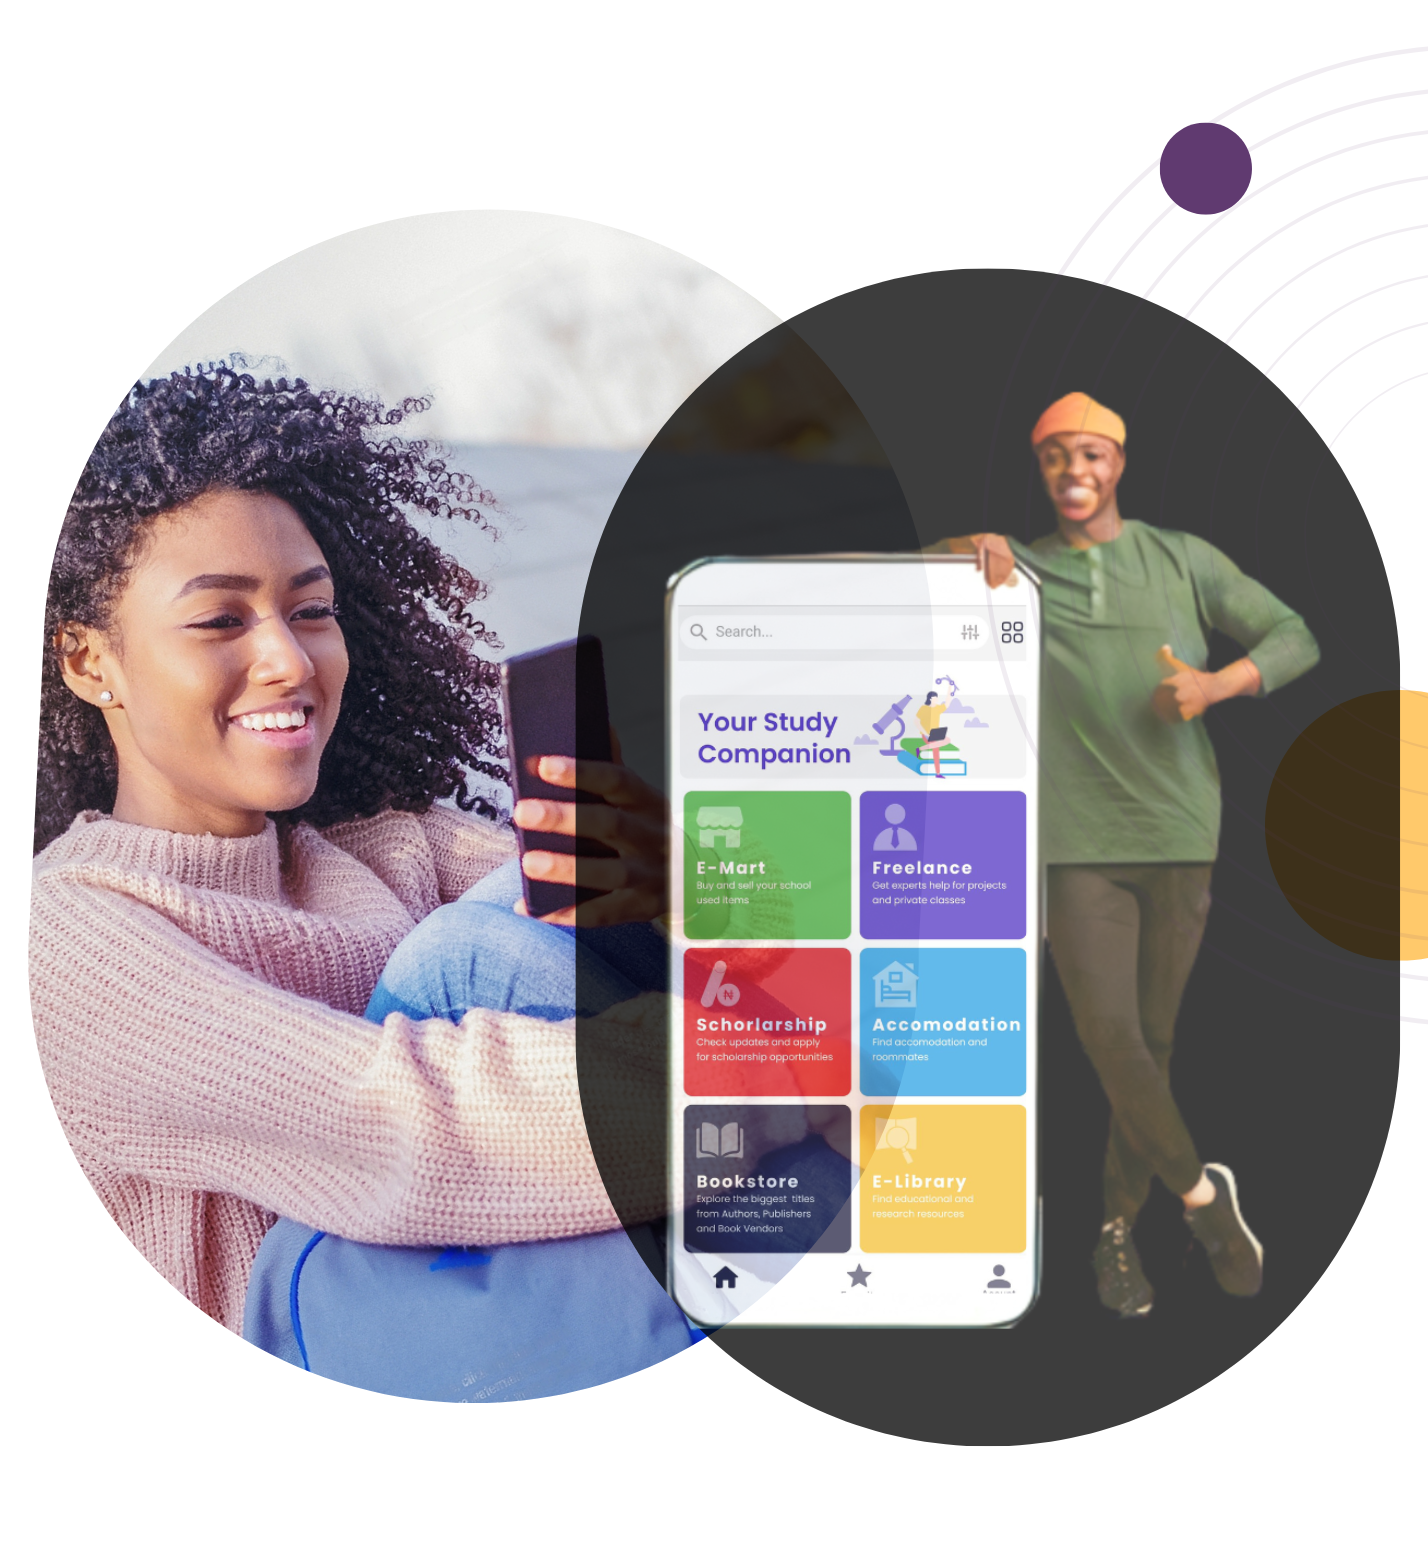 Search...
Your Study
Companion
E-Mart
Buy and sell your school
used items
Freelance
Get experts help for projects
and private classes
Schorlarship
Check updates and apply
for scholarship opportunities
Accomodation
Find accomodation and
roommates
Bookstore
Explore the biggest titles
from Authors, Publishers
and Book Vendors
E-Library
Find educational and
research resources